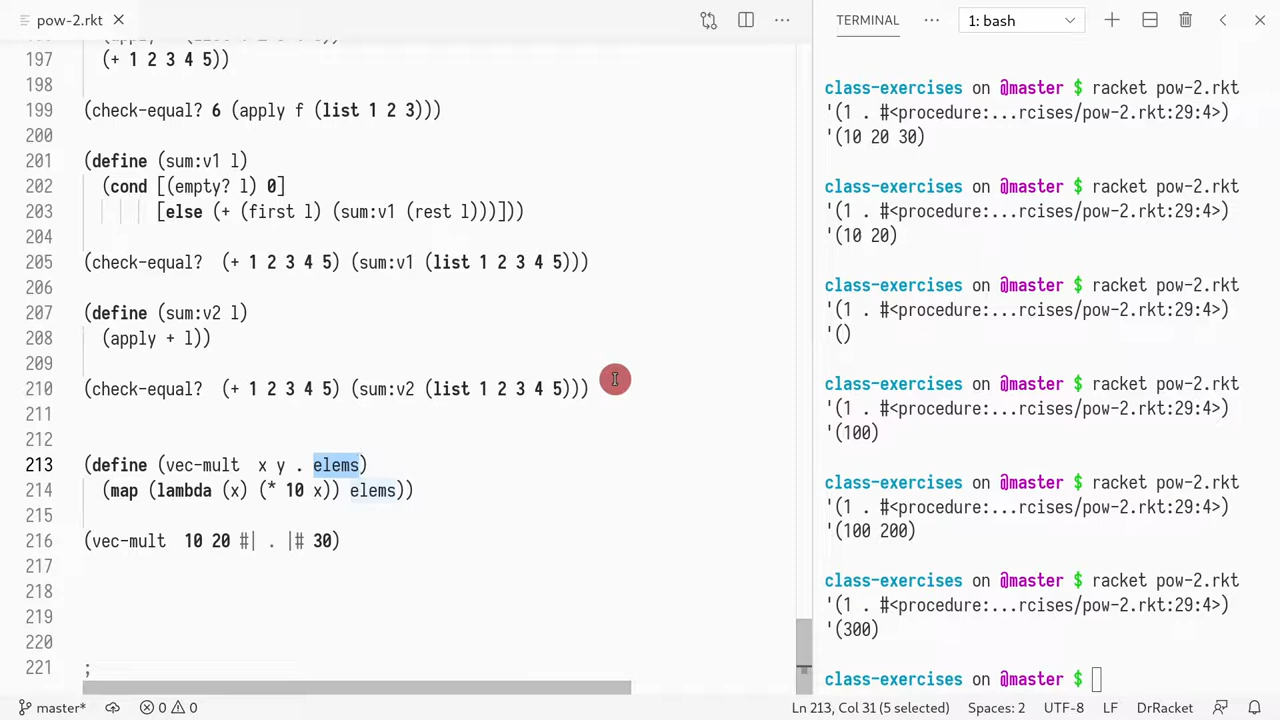 pow-2.rkt
TERMINAL
1: bash
197 (+ 1 2 3 4 5))
198
199 (check-equal? 6 (apply f (list 1 2 3)))
200
201 (define (sum:v1 l)
202 (cond [(empty? l) 0]
203 [else (+ (first l) (sum:v1 (rest l)))]))
204
205 (check-equal?  (+ 1 2 3 4 5) (sum:v1 (list 1 2 3 4 5)))
206
207 (define (sum:v2 l)
208 (apply + l))
209
210 (check-equal?  (+ 1 2 3 4 5) (sum:v2 (list 1 2 3 4 5)))
211
212
213 (define (vec-mult  x y . elems)
214 (map (lambda (x) (* 10 x)) elems))
215
216 (vec-mult  10 20 #| . |# 30)
217
218
219
220
221 ;
class-exercises on @master $ racket pow-2.rkt
'(1 . #<procedure:...rcises/pow-2.rkt:29:4>)
'(10 20 30)
class-exercises on @master $ racket pow-2.rkt
'(1 . #<procedure:...rcises/pow-2.rkt:29:4>)
'(10 20)
class-exercises on @master $ racket pow-2.rkt
'(1 . #<procedure:...rcises/pow-2.rkt:29:4>)
'()
class-exercises on @master $ racket pow-2.rkt
'(1 . #<procedure:...rcises/pow-2.rkt:29:4>)
'(100)
class-exercises on @master $ racket pow-2.rkt
'(1 . #<procedure:...rcises/pow-2.rkt:29:4>)
'(100 200)
class-exercises on @master $ racket pow-2.rkt
'(1 . #<procedure:...rcises/pow-2.rkt:29:4>)
'(300)
class-exercises on @master $
master* 0 0 Ln 213, Col 31 (5 selected) Spaces: 2 UTF-8 LF DrRacket